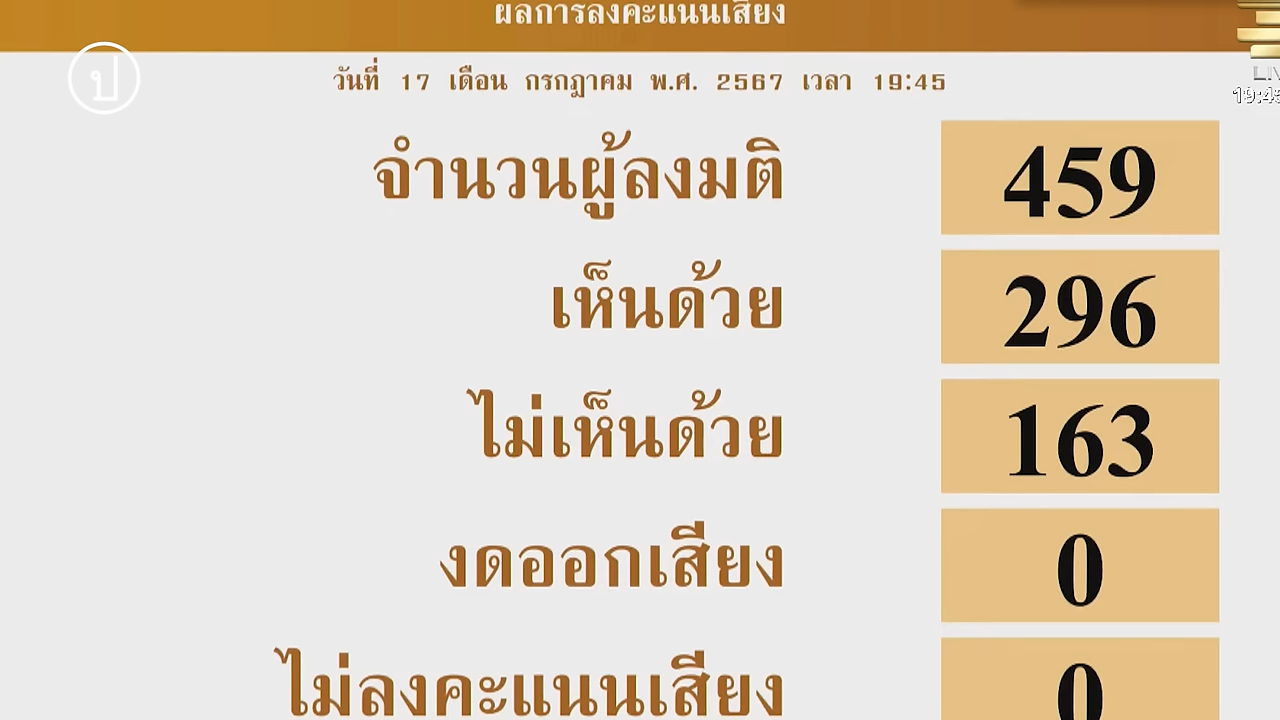 ผลการลงคะแนนเสียง
วันที่ 17 เดือน กรกฎาคม พ.ศ. 2567 เวลา 19:45
ป
จำนวนผู้ลงมติ 459
เห็นด้วย 296
ไม่เห็นด้วย 163
งดออกเสียง 0
ไม่ลงคะแนนเสียง 0